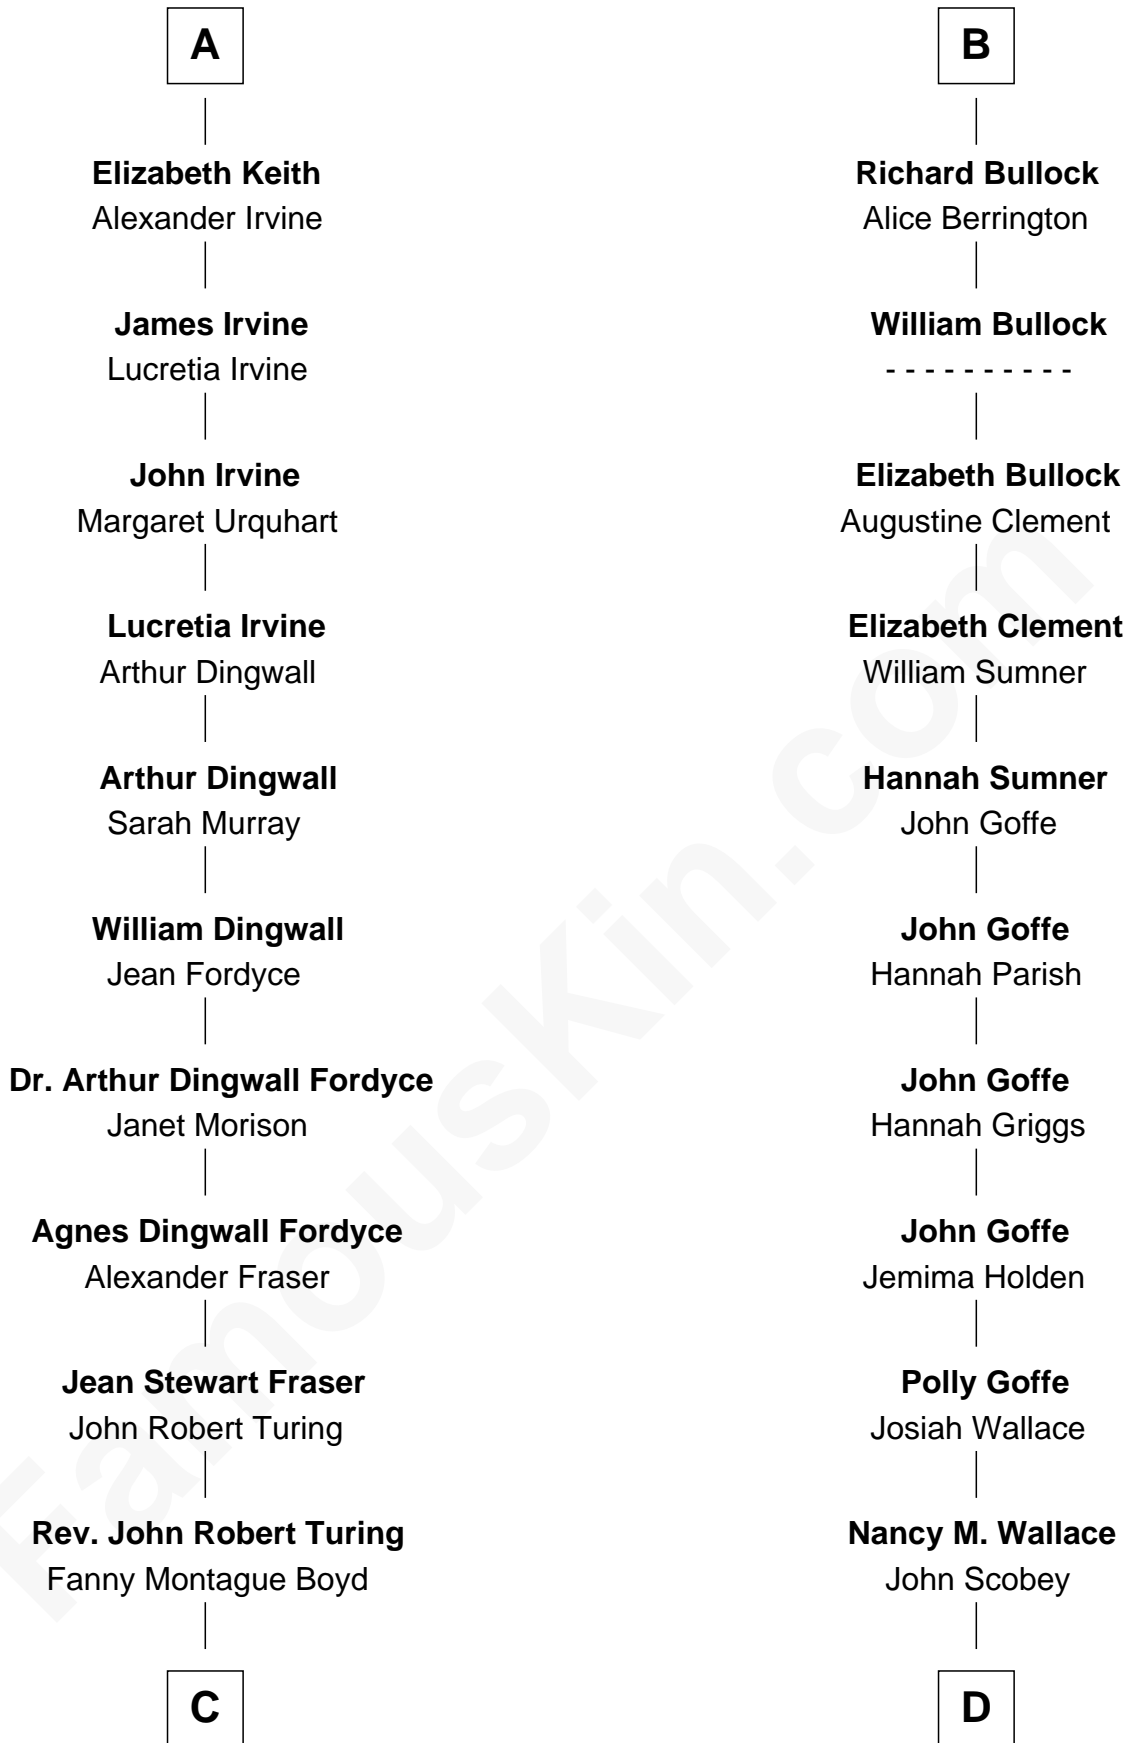 A
Elizabeth Keith
Alexander Irvine
James Irvine
Lucretia Irvine
John Irvine
Margaret Urquhart
Lucretia Irvine
Arthur Dingwall
Arthur Dingwall
Sarah Murray
William Dingwall
Jean Fordyce
Dr. Arthur Dingwall Fordyce
Janet Morison
Agnes Dingwall Fordyce
Alexander Fraser
Jean Stewart Fraser
John Robert Turing
Rev. John Robert Turing
Fanny Montague Boyd
C
B
Richard Bullock
Alice Berrington
William Bullock
- - - - - - - - - -
Elizabeth Bullock
Augustine Clement
Elizabeth Clement
William Sumner
Hannah Sumner
John Goffe
John Goffe
Hannah Parish
John Goffe
Hannah Griggs
John Goffe
Jemima Holden
Polly Goffe
Josiah Wallace
Nancy M. Wallace
John Scobey
D
FamousKin.com